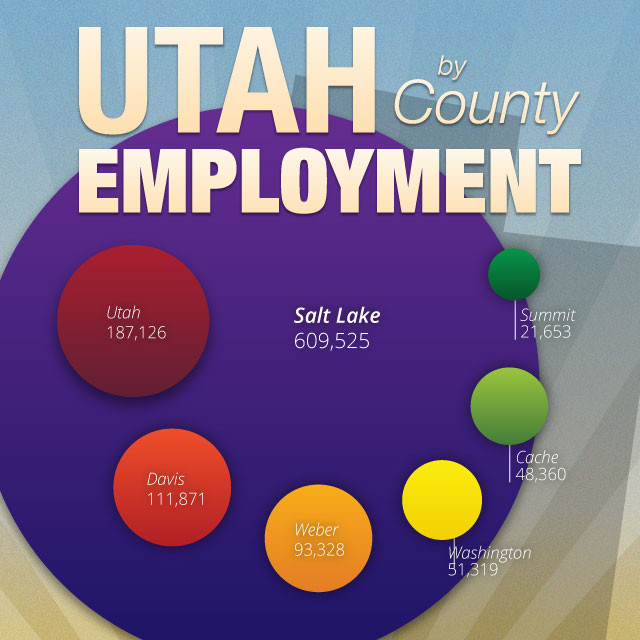 UTAH
by
County
EMPLOYMENT
Utah
187,126
Salt Lake
609,525
Summit
21,653
Cache
48,360
Davis
111,871
Weber
93,328
Washington
51,319